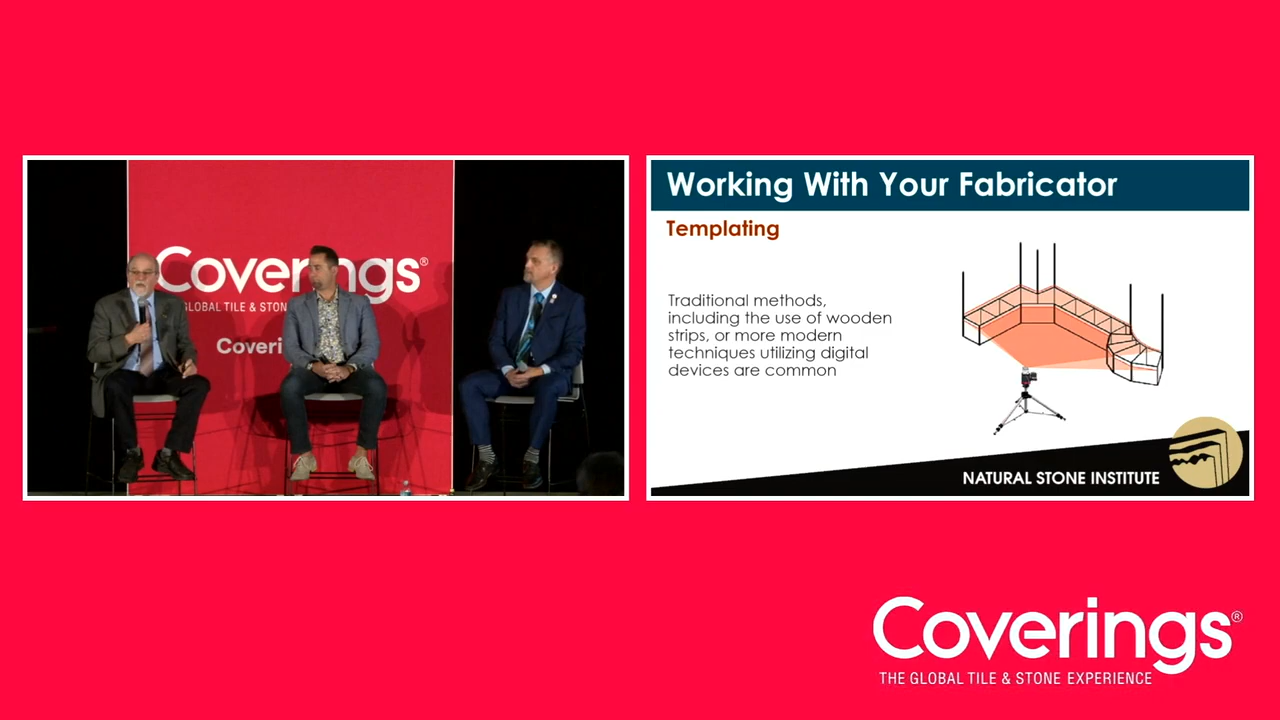 Coverings®
GLOBAL TILE & STONE
Coveri
Working With Your Fabricator
Templating
Traditional methods,
including the use of wooden
strips, or more modern
techniques utilizing digital
devices are common
NATURAL STONE INSTITUTE
Coverings®
THE GLOBAL TILE & STONE EXPERIENCE